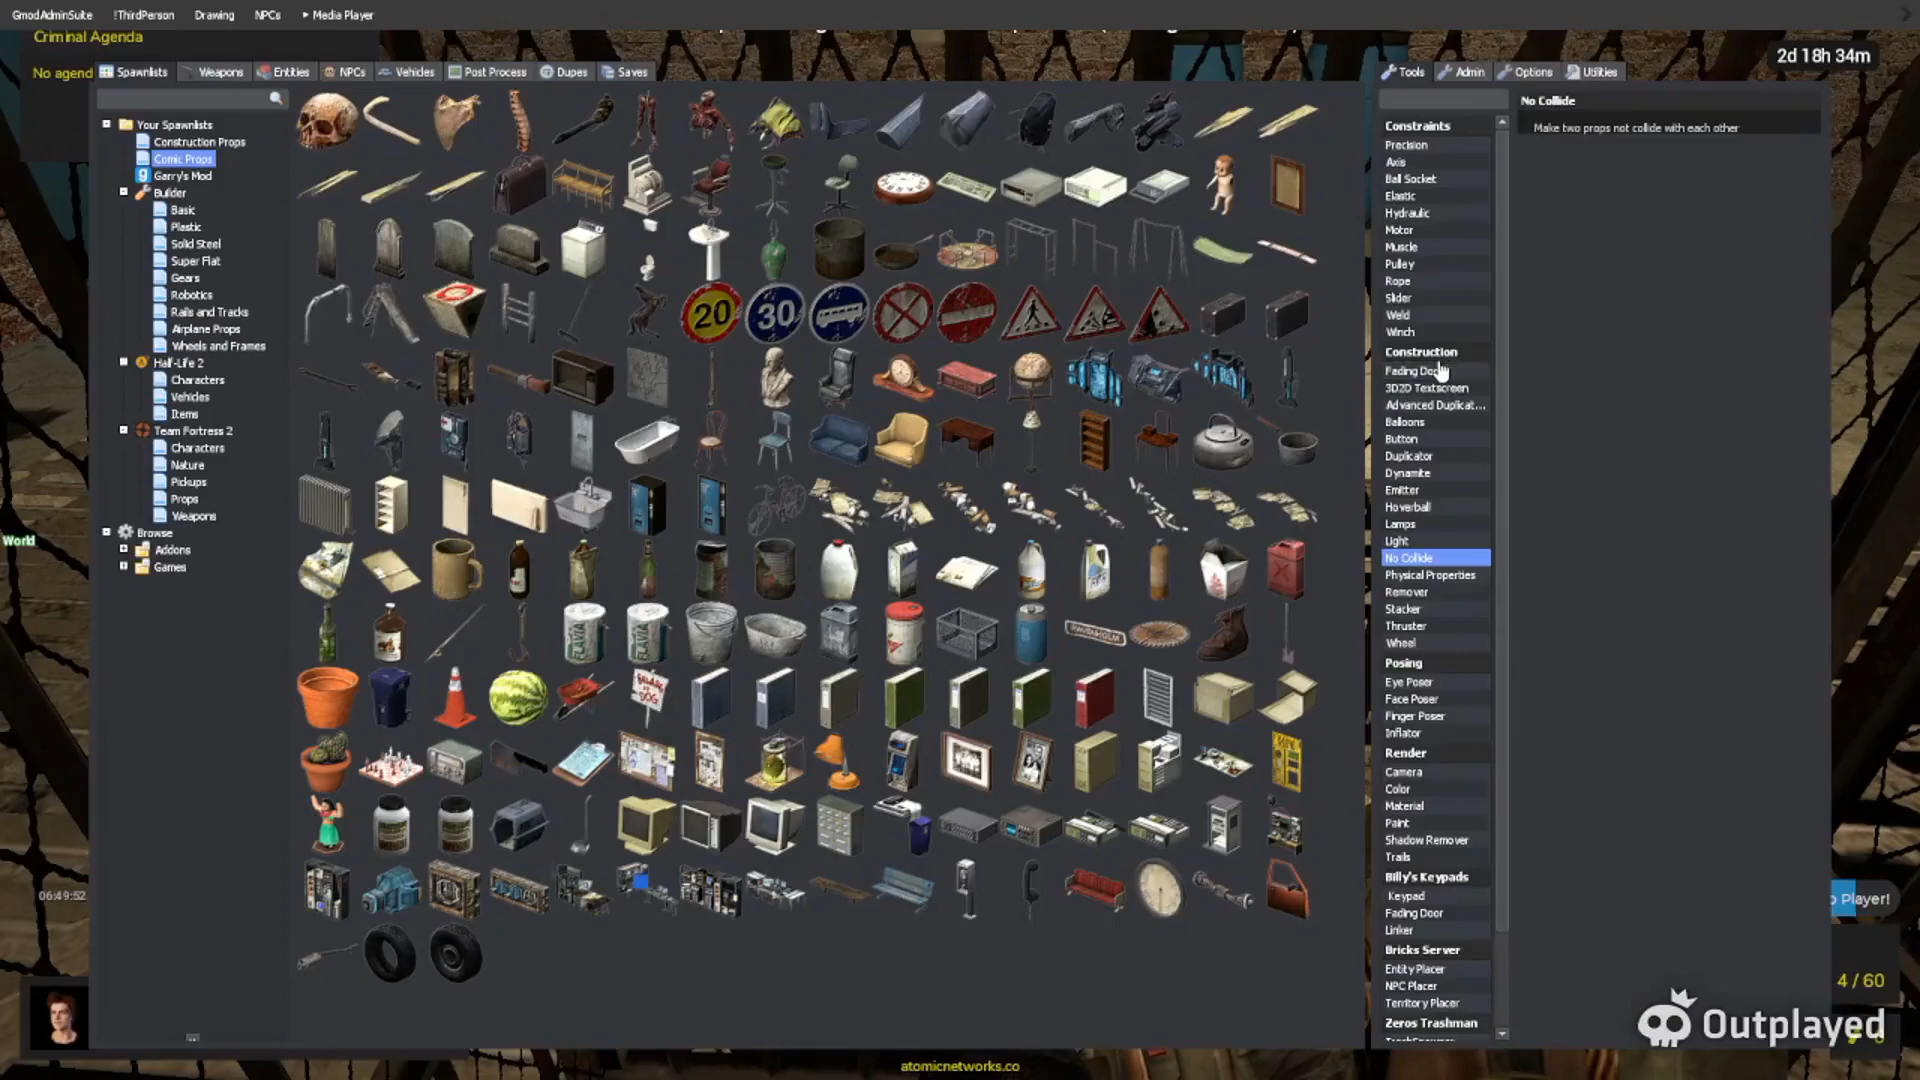 GmodAdminSuite !ThirdPerson Drawing NPCs Media Player
Criminal Agenda
2d 18h 34m
No agend
Spawnlists Weapons Entities NPCs Vehicles Post Process Dupes Saves
Tools Admin Options Utilities
Your Spawnlists
Construction Props
Comic Props
Garry's Mod
Builder
Basic
Plastic
Solid Steel
Super Flat
Gears
Robotics
Rails and Tracks
Airplane Props
Wheels and Frames
Half-Life 2
Characters
Vehicles
Items
Team Fortress 2
Characters
Nature
Pickups
Props
Weapons
Browse
Addons
Games
World
06:49:52
20
30
RAVENHOLM
Constraints
Precision
Axis
Ball Socket
Elastic
Hydraulic
Motor
Muscle
Pulley
Rope
Slider
Weld
Winch
Construction
Fading Doo
3D2D Textscreen
Advanced Duplicat...
Balloons
Button
Duplicator
Dynamite
Emitter
Hoverball
Lamps
Light
No Collide
Physical Properties
Remover
Stacker
Thruster
Wheel
Posing
Eye Poser
Face Poser
Finger Poser
Inflator
Render
Camera
Color
Material
Paint
Shadow Remover
Trails
Billy's Keypads
Keypad
Fading Door
Linker
Bricks Server
Entity Placer
NPC Placer
Territory Placer
Zeros Trashman
No Collide
Make two props not collide with each other
o Player!
4 / 60
Outplayed
atomicnetworks.co